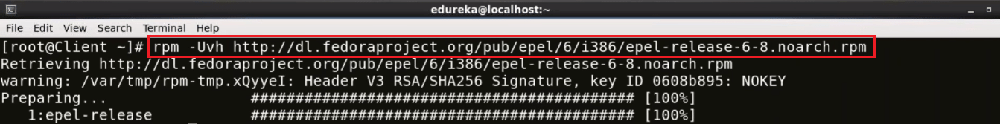 edureka@localhost:~
File Edit View Search Terminal Help
[root@Client ~]# rpm -Uvh http://dl.fedoraproject.org/pub/epel/6/i386/epel-release-6-8.noarch.rpm
Retrieving http://dl.fedoraproject.org/pub/epel/6/i386/epel-release-6-8.noarch.rpm
warning: /var/tmp/rpm-tmp.xQyyeI: Header V3 RSA/SHA256 Signature, key ID 0608b895: NOKEY
Preparing... ########################################### [100%]
1:epel-release ########################################### [100%]